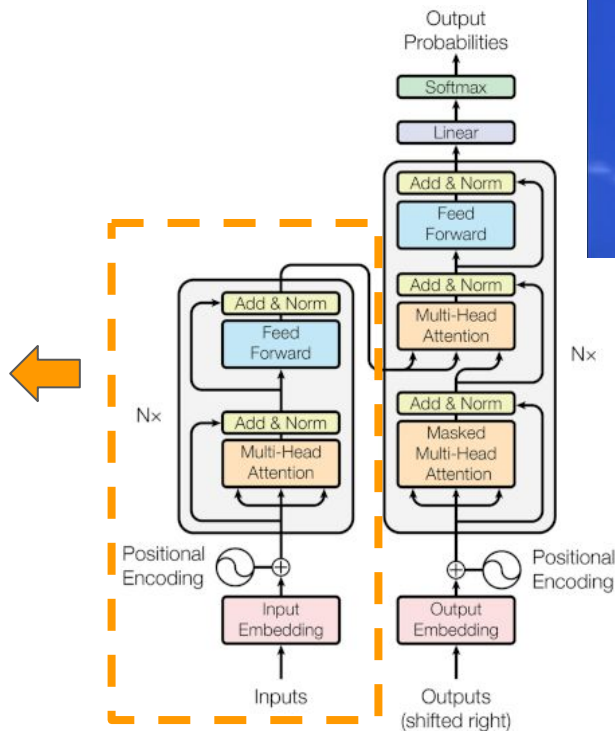 Output
Probabilities
Softmax
Linear
Add & Norm
Feed
Forward
Add & Norm
Multi-Head
Attention
N×
Add & Norm
Masked
Multi-Head
Attention
Positional
Encoding
Output
Embedding
Outputs
(shifted right)
Add & Norm
Feed
Forward
N×
Add & Norm
Multi-Head
Attention
Positional
Encoding
Input
Embedding
Inputs